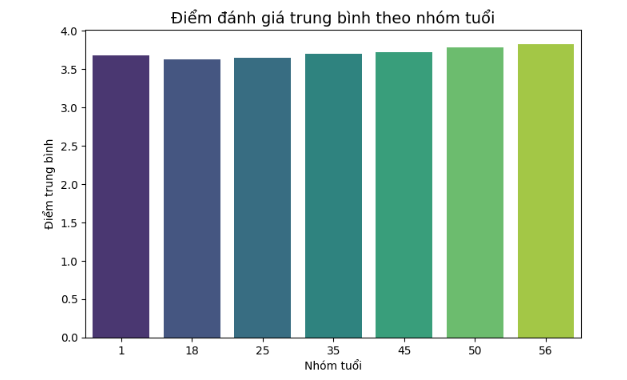 Điểm đánh giá trung bình theo nhóm tuổi
4.0
3.5
3.0
2.5
2.0
1.5
1.0
0.5
0.0
Điểm trung bình
1 18 25 35 45 50 56
Nhóm tuổi